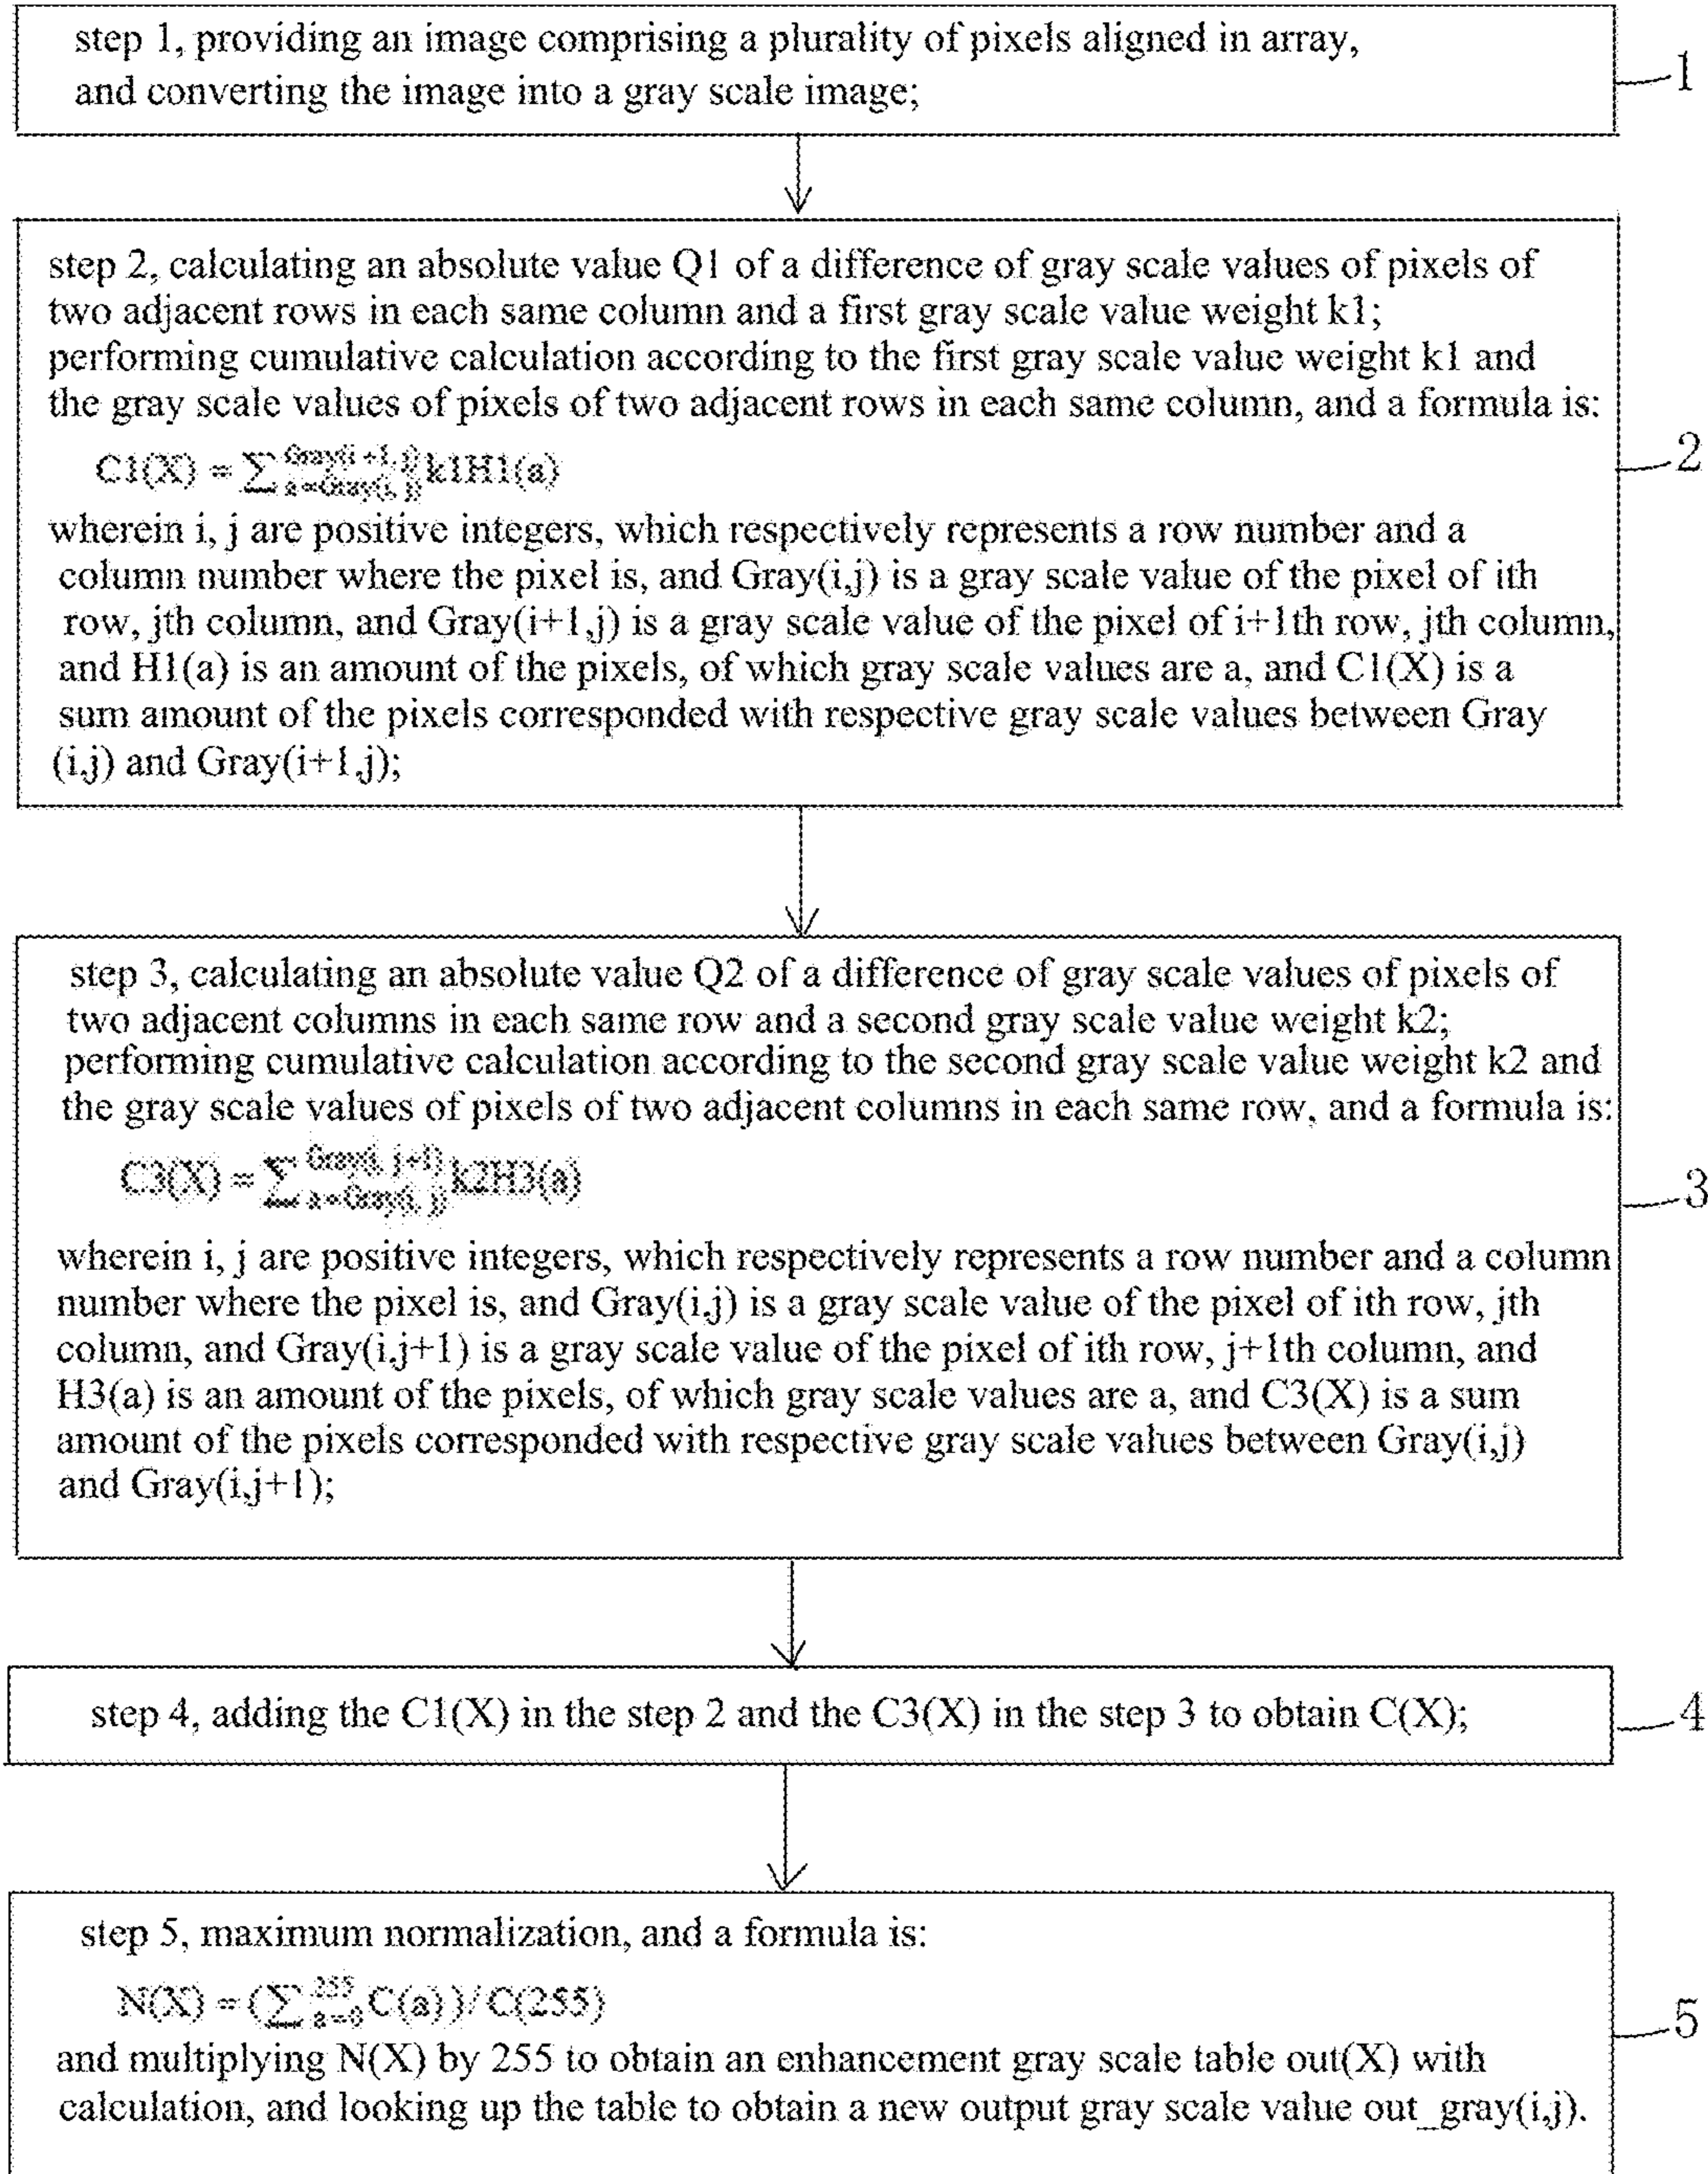 step 1, providing an image comprising a plurality of pixels aligned in array,
and converting the image into a gray scale image;
1
step 2, calculating an absolute value Q1 of a difference of gray scale values of pixels of
two adjacent rows in each same column and a first gray scale value weight k1;
performing cumulative calculation according to the first gray scale value weight k1 and
the gray scale values of pixels of two adjacent rows in each same column, and a formula is:
C1(X) = ∑_{a=Gray(i, j)}^{Gray(i+1, j)} k1H1(a)
2
wherein i, j are positive integers, which respectively represents a row number and a
column number where the pixel is, and Gray(i,j) is a gray scale value of the pixel of ith
row, jth column, and Gray(i+1,j) is a gray scale value of the pixel of i+1th row, jth column,
and H1(a) is an amount of the pixels, of which gray scale values are a, and C1(X) is a
sum amount of the pixels corresponded with respective gray scale values between Gray
(i,j) and Gray(i+1,j);
step 3, calculating an absolute value Q2 of a difference of gray scale values of pixels of
two adjacent columns in each same row and a second gray scale value weight k2;
performing cumulative calculation according to the second gray scale value weight k2 and
the gray scale values of pixels of two adjacent columns in each same row, and a formula is:
C3(X) = ∑_{a=Gray(i, j)}^{Gray(i, j+1)} k2H3(a)
3
wherein i, j are positive integers, which respectively represents a row number and a column
number where the pixel is, and Gray(i,j) is a gray scale value of the pixel of ith row, jth
column, and Gray(i,j+1) is a gray scale value of the pixel of ith row, j+1th column, and
H3(a) is an amount of the pixels, of which gray scale values are a, and C3(X) is a sum
amount of the pixels corresponded with respective gray scale values between Gray(i,j)
and Gray(i,j+1);
step 4, adding the C1(X) in the step 2 and the C3(X) in the step 3 to obtain C(X);
4
step 5, maximum normalization, and a formula is:
N(X) = (∑_{a=0}^{255} C(a))/C(255)
5
and multiplying N(X) by 255 to obtain an enhancement gray scale table out(X) with
calculation, and looking up the table to obtain a new output gray scale value out_gray(i,j).